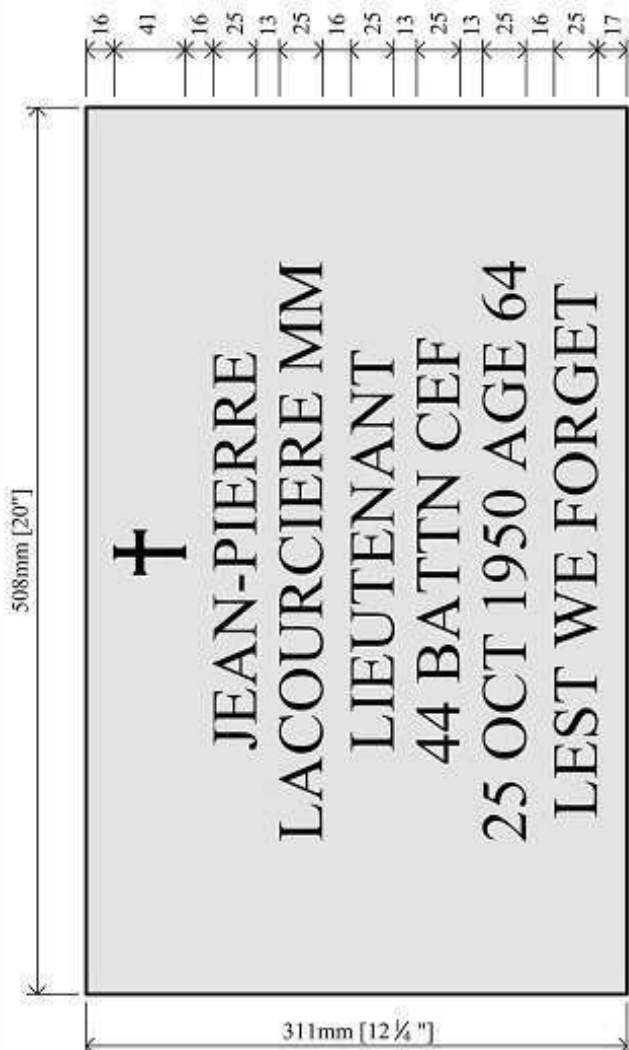 16 41 16 25 13 25 16 25 13 25 13 25 16 25 17
508mm [20"]
311mm [12 ¼ "]
JEAN-PIERRE
LACOURCIERE MM
LIEUTENANT
44 BATTN CEF
25 OCT 1950 AGE 64
LEST WE FORGET